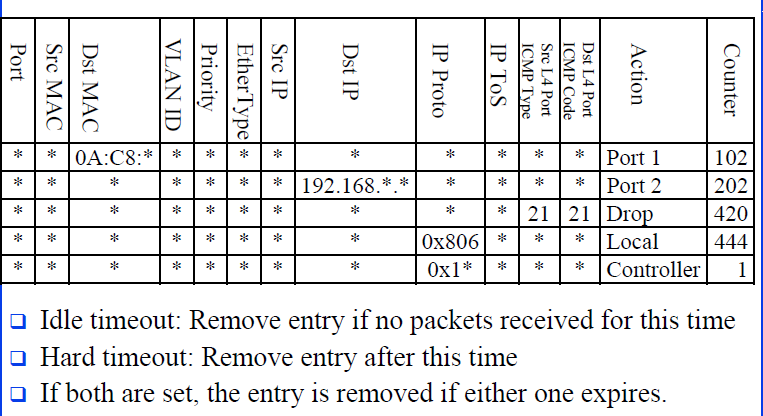 Port Src MAC Dst MAC VLAN ID Priority EtherType Src IP Dst IP IP Proto IP ToS Src L4 Port ICMP Type Dst L4 Port ICMP Code Action Counter
* * 0A:C8:* * * * * * * * * * Port 1 102
* * * * * * * 192.168.*.* * * * * Port 2 202
* * * * * * * * * * 21 21 Drop 420
* * * * * * * * 0x806 * * * Local 444
* * * * * * * * 0x1* * * * Controller 1
Idle timeout: Remove entry if no packets received for this time
Hard timeout: Remove entry after this time
If both are set, the entry is removed if either one expires.